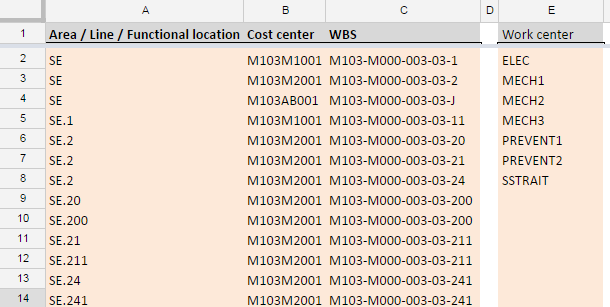 A B C D E
1 Area / Line / Functional location Cost center WBS Work center
2 SE M103M1001 M103-M000-003-03-1 ELEC
3 SE M103M2001 M103-M000-003-03-2 MECH1
4 SE M103AB001 M103-M000-003-03-J MECH2
5 SE.1 M103M1001 M103-M000-003-03-11 MECH3
6 SE.2 M103M2001 M103-M000-003-03-20 PREVENT1
7 SE.2 M103M2001 M103-M000-003-03-21 PREVENT2
8 SE.2 M103M2001 M103-M000-003-03-24 SSTRAIT
9 SE.20 M103M2001 M103-M000-003-03-200
10 SE.200 M103M2001 M103-M000-003-03-200
11 SE.21 M103M2001 M103-M000-003-03-211
12 SE.211 M103M2001 M103-M000-003-03-211
13 SE.24 M103M2001 M103-M000-003-03-241
14 SE.241 M103M2001 M103-M000-003-03-241